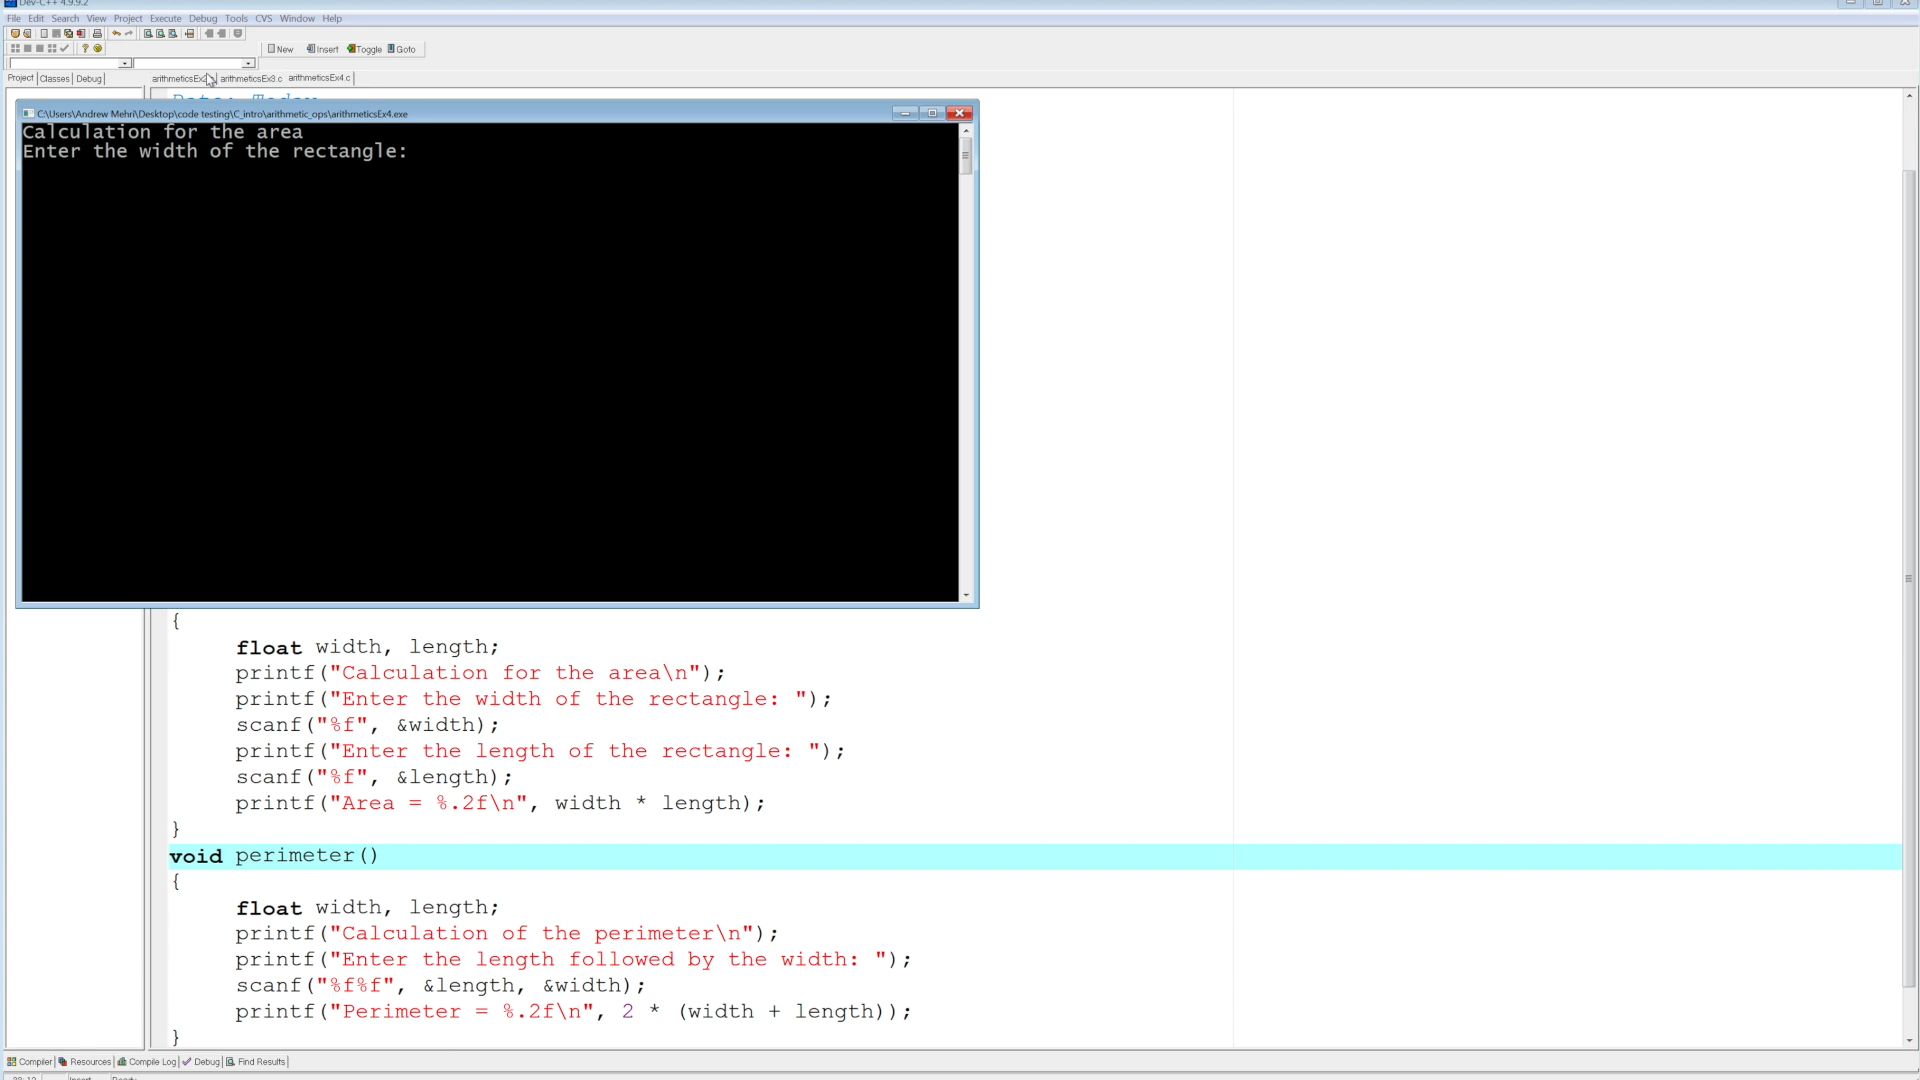 Dev-C++ 4.9.9.2
File Edit Search View Project Execute Debug Tools CVS Window Help
New Insert Toggle Goto
Project Classes Debug arithmeticsEx2 arithmeticsEx3.c arithmeticsEx4.c
C:\Users\Andrew Mehri\Desktop\code testing\C_intro\arithmetic_ops\arithmeticsEx4.exe
Calculation for the area
Enter the width of the rectangle:
{
float width, length;
printf("Calculation for the area\n");
printf("Enter the width of the rectangle: ");
scanf("%f", &width);
printf("Enter the length of the rectangle: ");
scanf("%f", &length);
printf("Area = %.2f\n", width * length);
}
void perimeter()
{
float width, length;
printf("Calculation of the perimeter\n");
printf("Enter the length followed by the width: ");
scanf("%f%f", &length, &width);
printf("Perimeter = %.2f\n", 2 * (width + length));
}
Compiler Resources Compile Log Debug Find Results